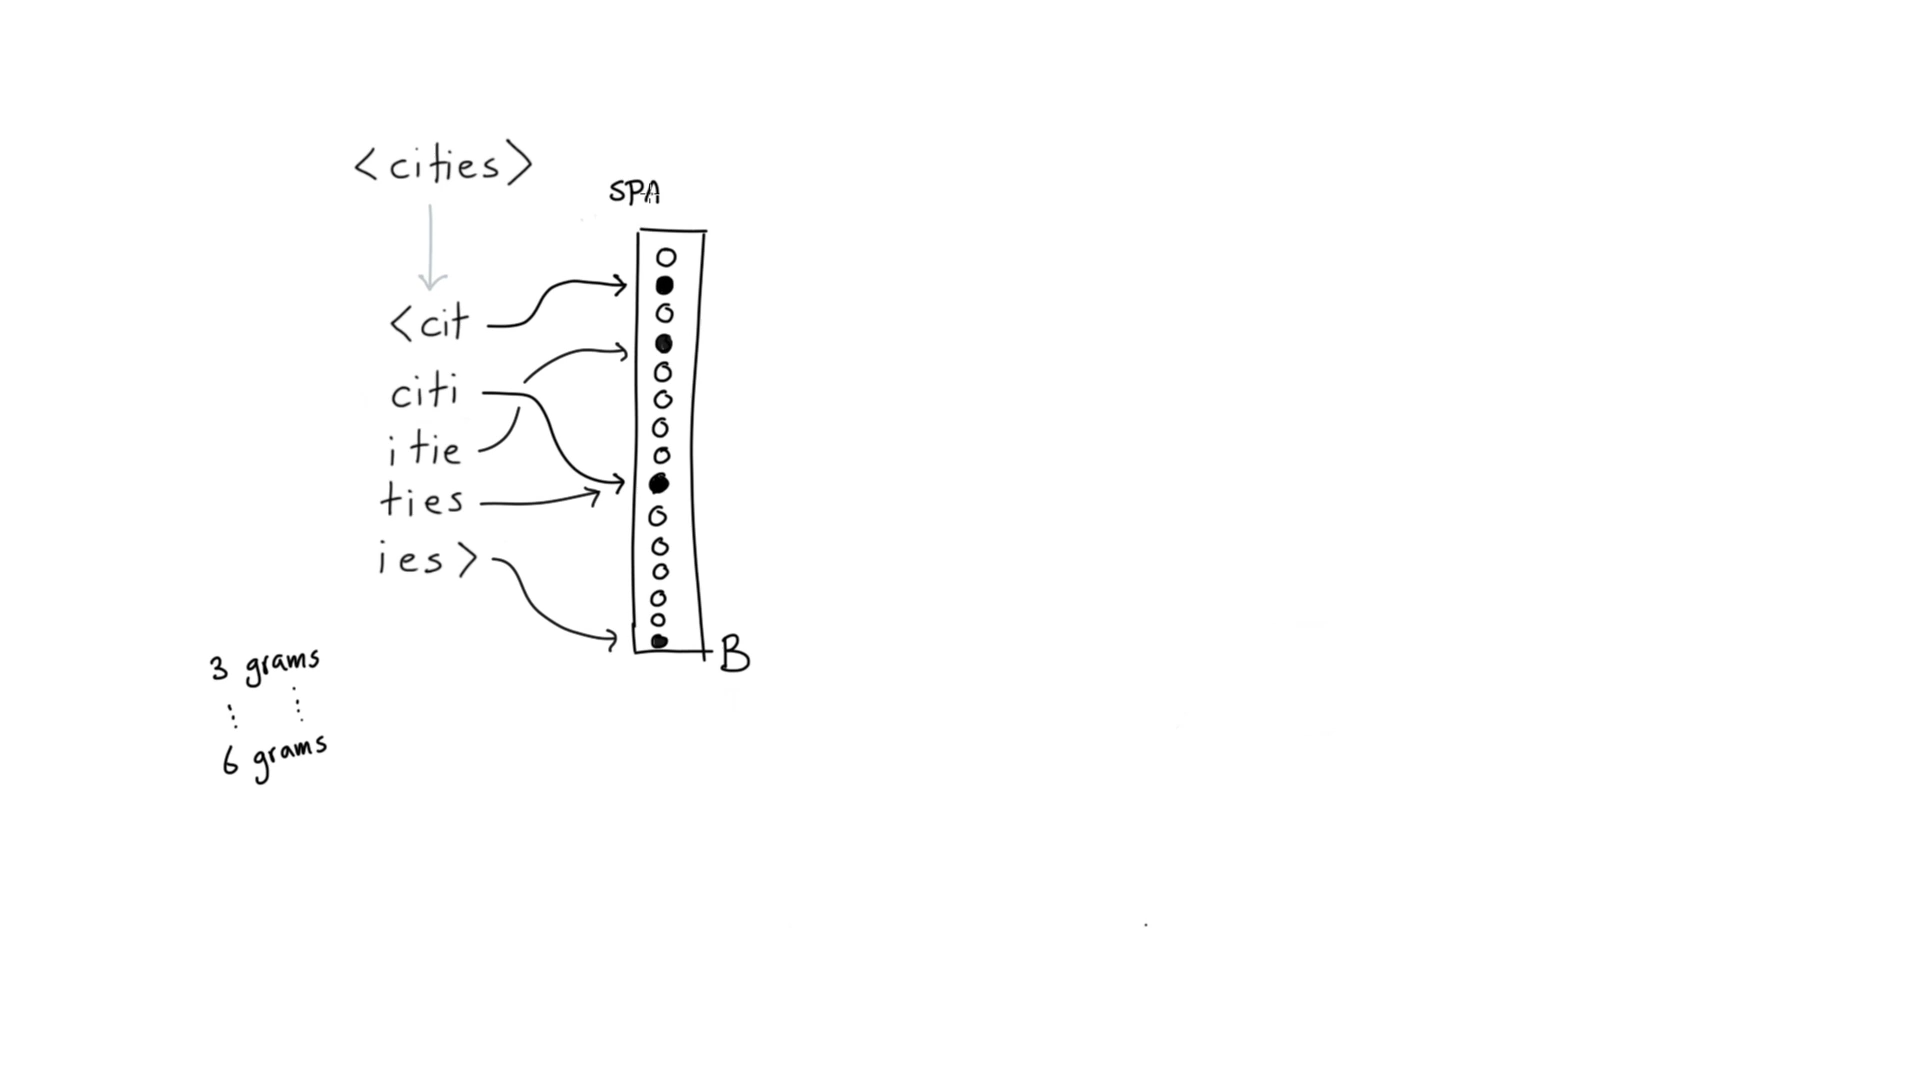 <cities>
SPA
<cit
citi
itie
ties
ies>
B
3 grams
6 grams